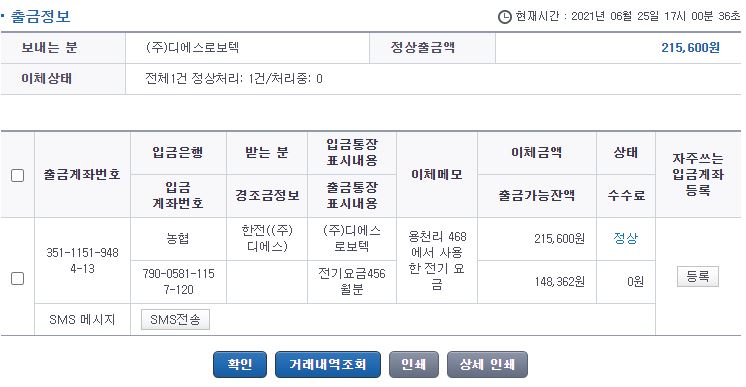 출금정보
현재시간 : 2021년 06월 25일 17시 00분 36초
보내는 분 (주)디에스로보텍 정상출금액 215,600원
이체상태 전체1건 정상처리: 1건/처리중: 0
출금계좌번호 입금은행 받는 분 입금통장 표시내용 이체메모 이체금액 상태 자주쓰는 입금계좌 등록
입금 계좌번호 경조금정보 출금통장 표시내용 출금가능잔액 수수료
351-1151-948
4-13
농협
한전((주)
디에스)
(주)디에스
로보텍
용천리 468
에서 사용
한 전기 요
금
215,600원
정상
790-0581-115
7-120
전기요금456
월분
148,362원
0원
등록
SMS 메시지 SMS전송
확인 거래내역조회 인쇄 상세 인쇄